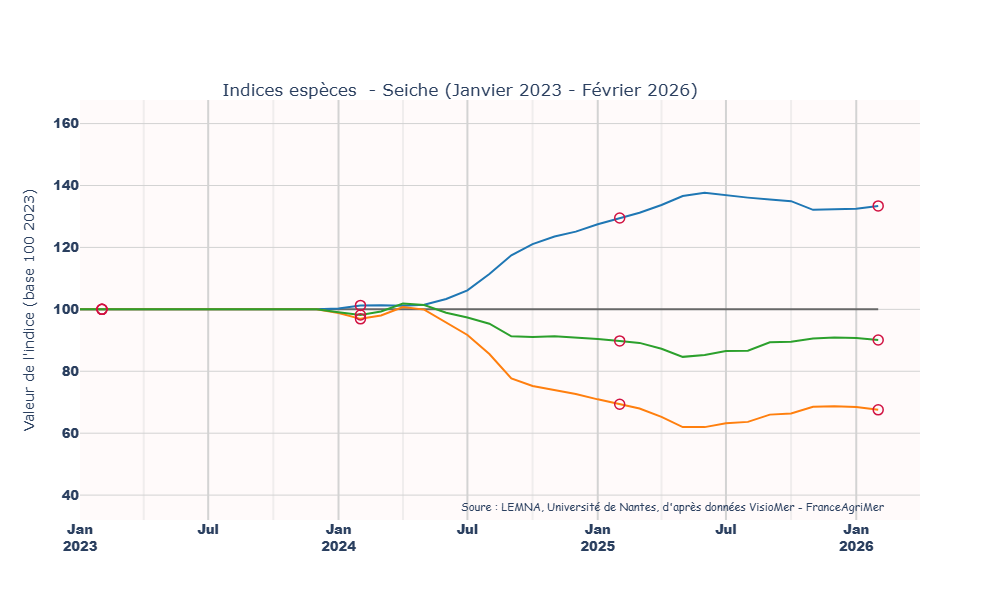 Indices espèces  - Seiche (Janvier 2023 - Février 2026)
Valeur de l'indice (base 100 2023)
160
140
120
100
80
60
40
Soure : LEMNA, Université de Nantes, d'après données VisioMer - FranceAgriMer
Jan Jul Jan Jul Jan Jul Jan
2023 2024 2025 2026